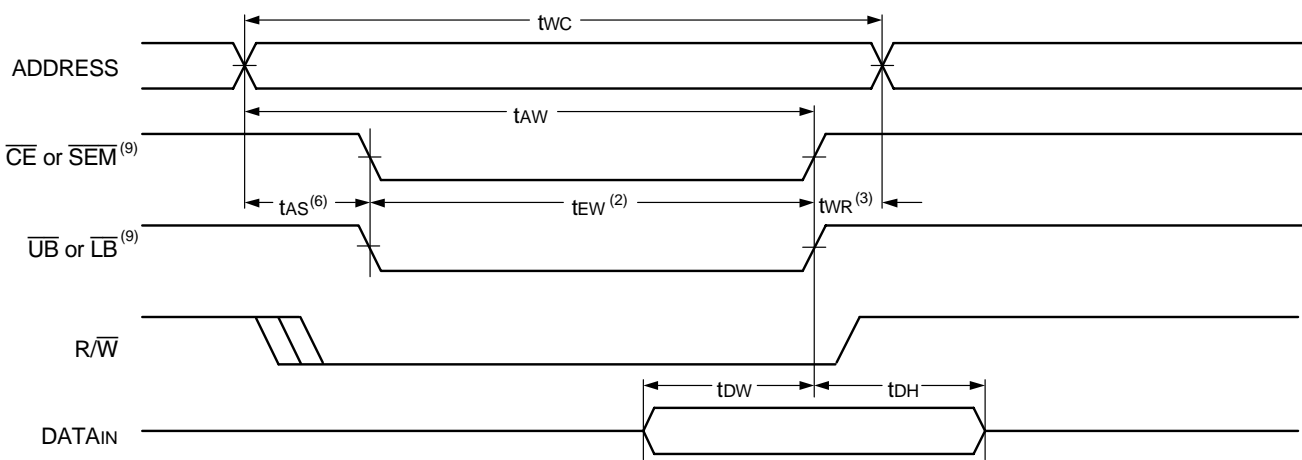 tWC
ADDRESS
tAW
CE or SEM(9)
tAS(6)
tEW(2)
tWR(3)
UB or LB(9)
R/W
tDW
tDH
DATAIN